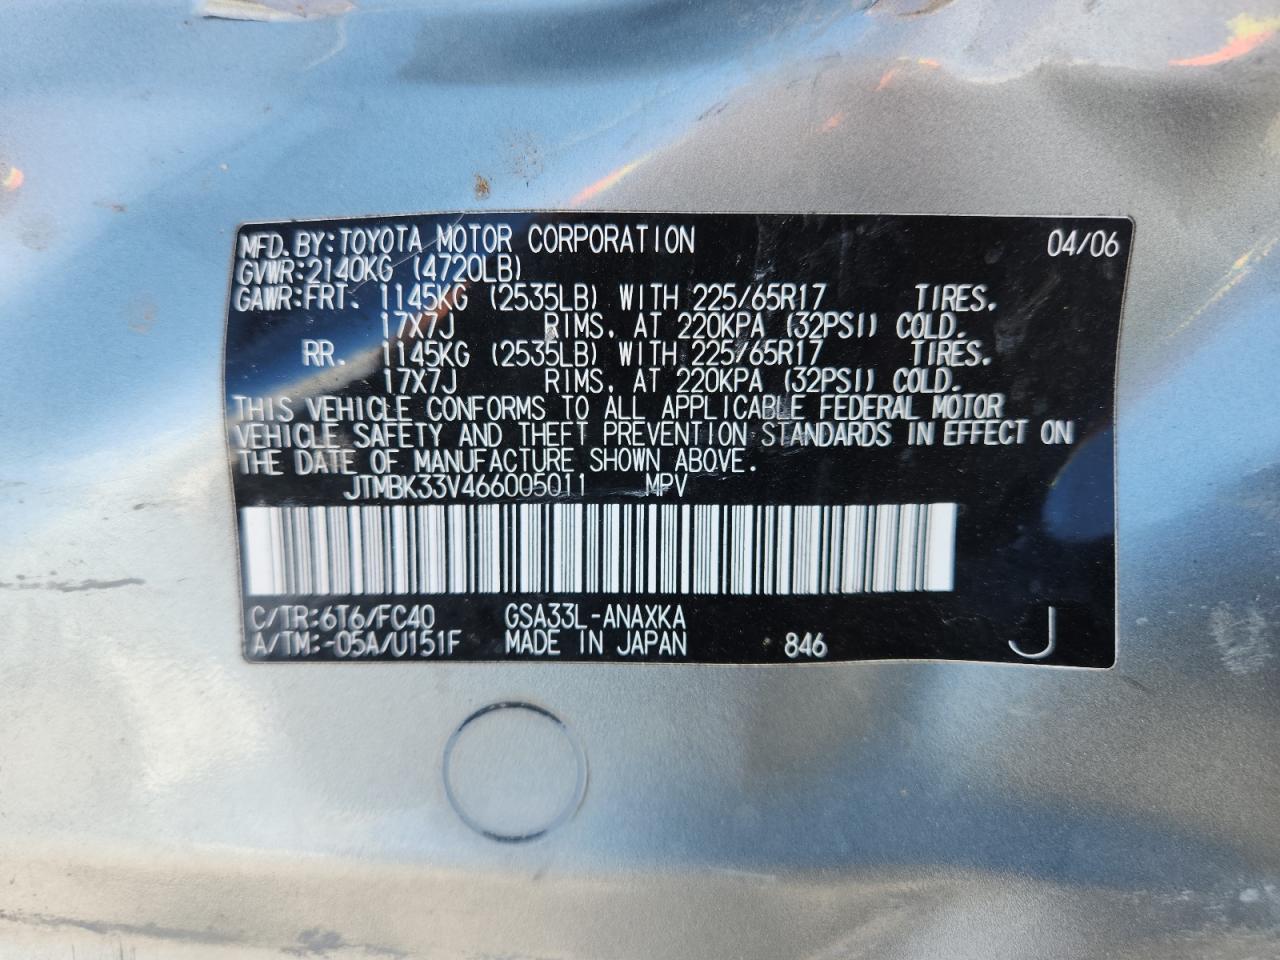 MFD.BY:TOYOTA MOTOR CORPORATION 04/06
GVWR:2140KG (4720LB)
GAWR:FRT. 1145KG (2535LB) WITH 225/65R17 TIRES.
17X7J RIMS, AT 220KPA (32PSI) COLD.
RR. 1145KG (2535LB) WITH 225/65R17 TIRES.
17X7J RIMS, AT 220KPA (32PSI) COLD.
THIS VEHICLE CONFORMS TO ALL APPLICABLE FEDERAL MOTOR
VEHICLE SAFETY AND THEFT PREVENTION STANDARDS IN EFFECT ON
THE DATE OF MANUFACTURE SHOWN ABOVE.
JTMBK33V466005011 MPV
C/TR:6T6/FC40 GSA33L-ANAXKA
A/TM:-05A/U151F MADE IN JAPAN 846 J